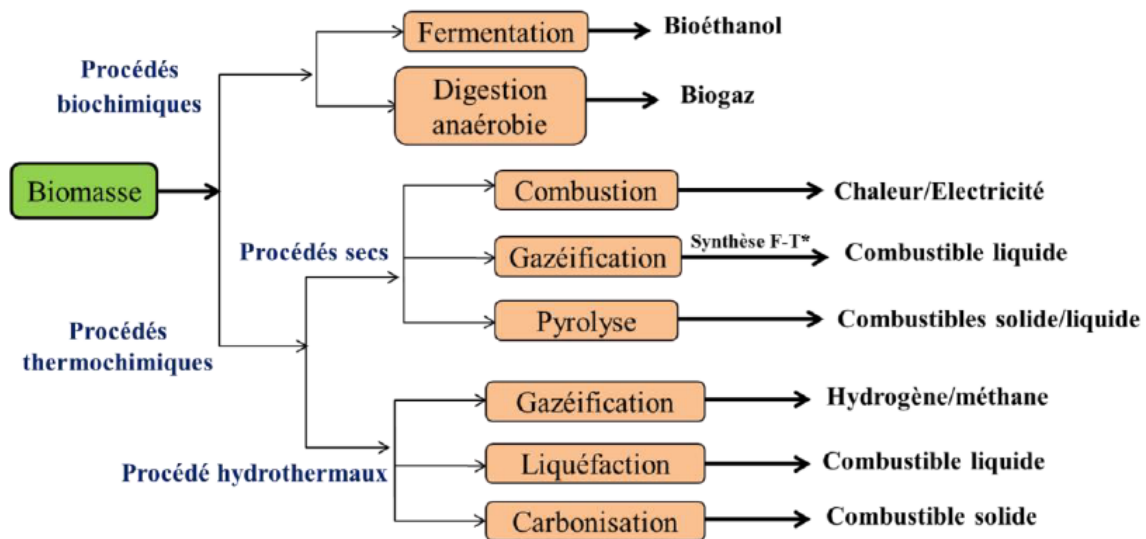 Fermentation
Bioéthanol
Procédés
biochimiques
Digestion
anaérobie
Biogaz
Biomasse
Combustion
Chaleur/Electricité
Procédés secs
Gazéification
Synthèse F-T*
Combustible liquide
Pyrolyse
Combustibles solide/liquide
Procédés
thermochimiques
Gazéification
Hydrogène/méthane
Procédé hydrothermaux
Liquéfaction
Combustible liquide
Carbonisation
Combustible solide